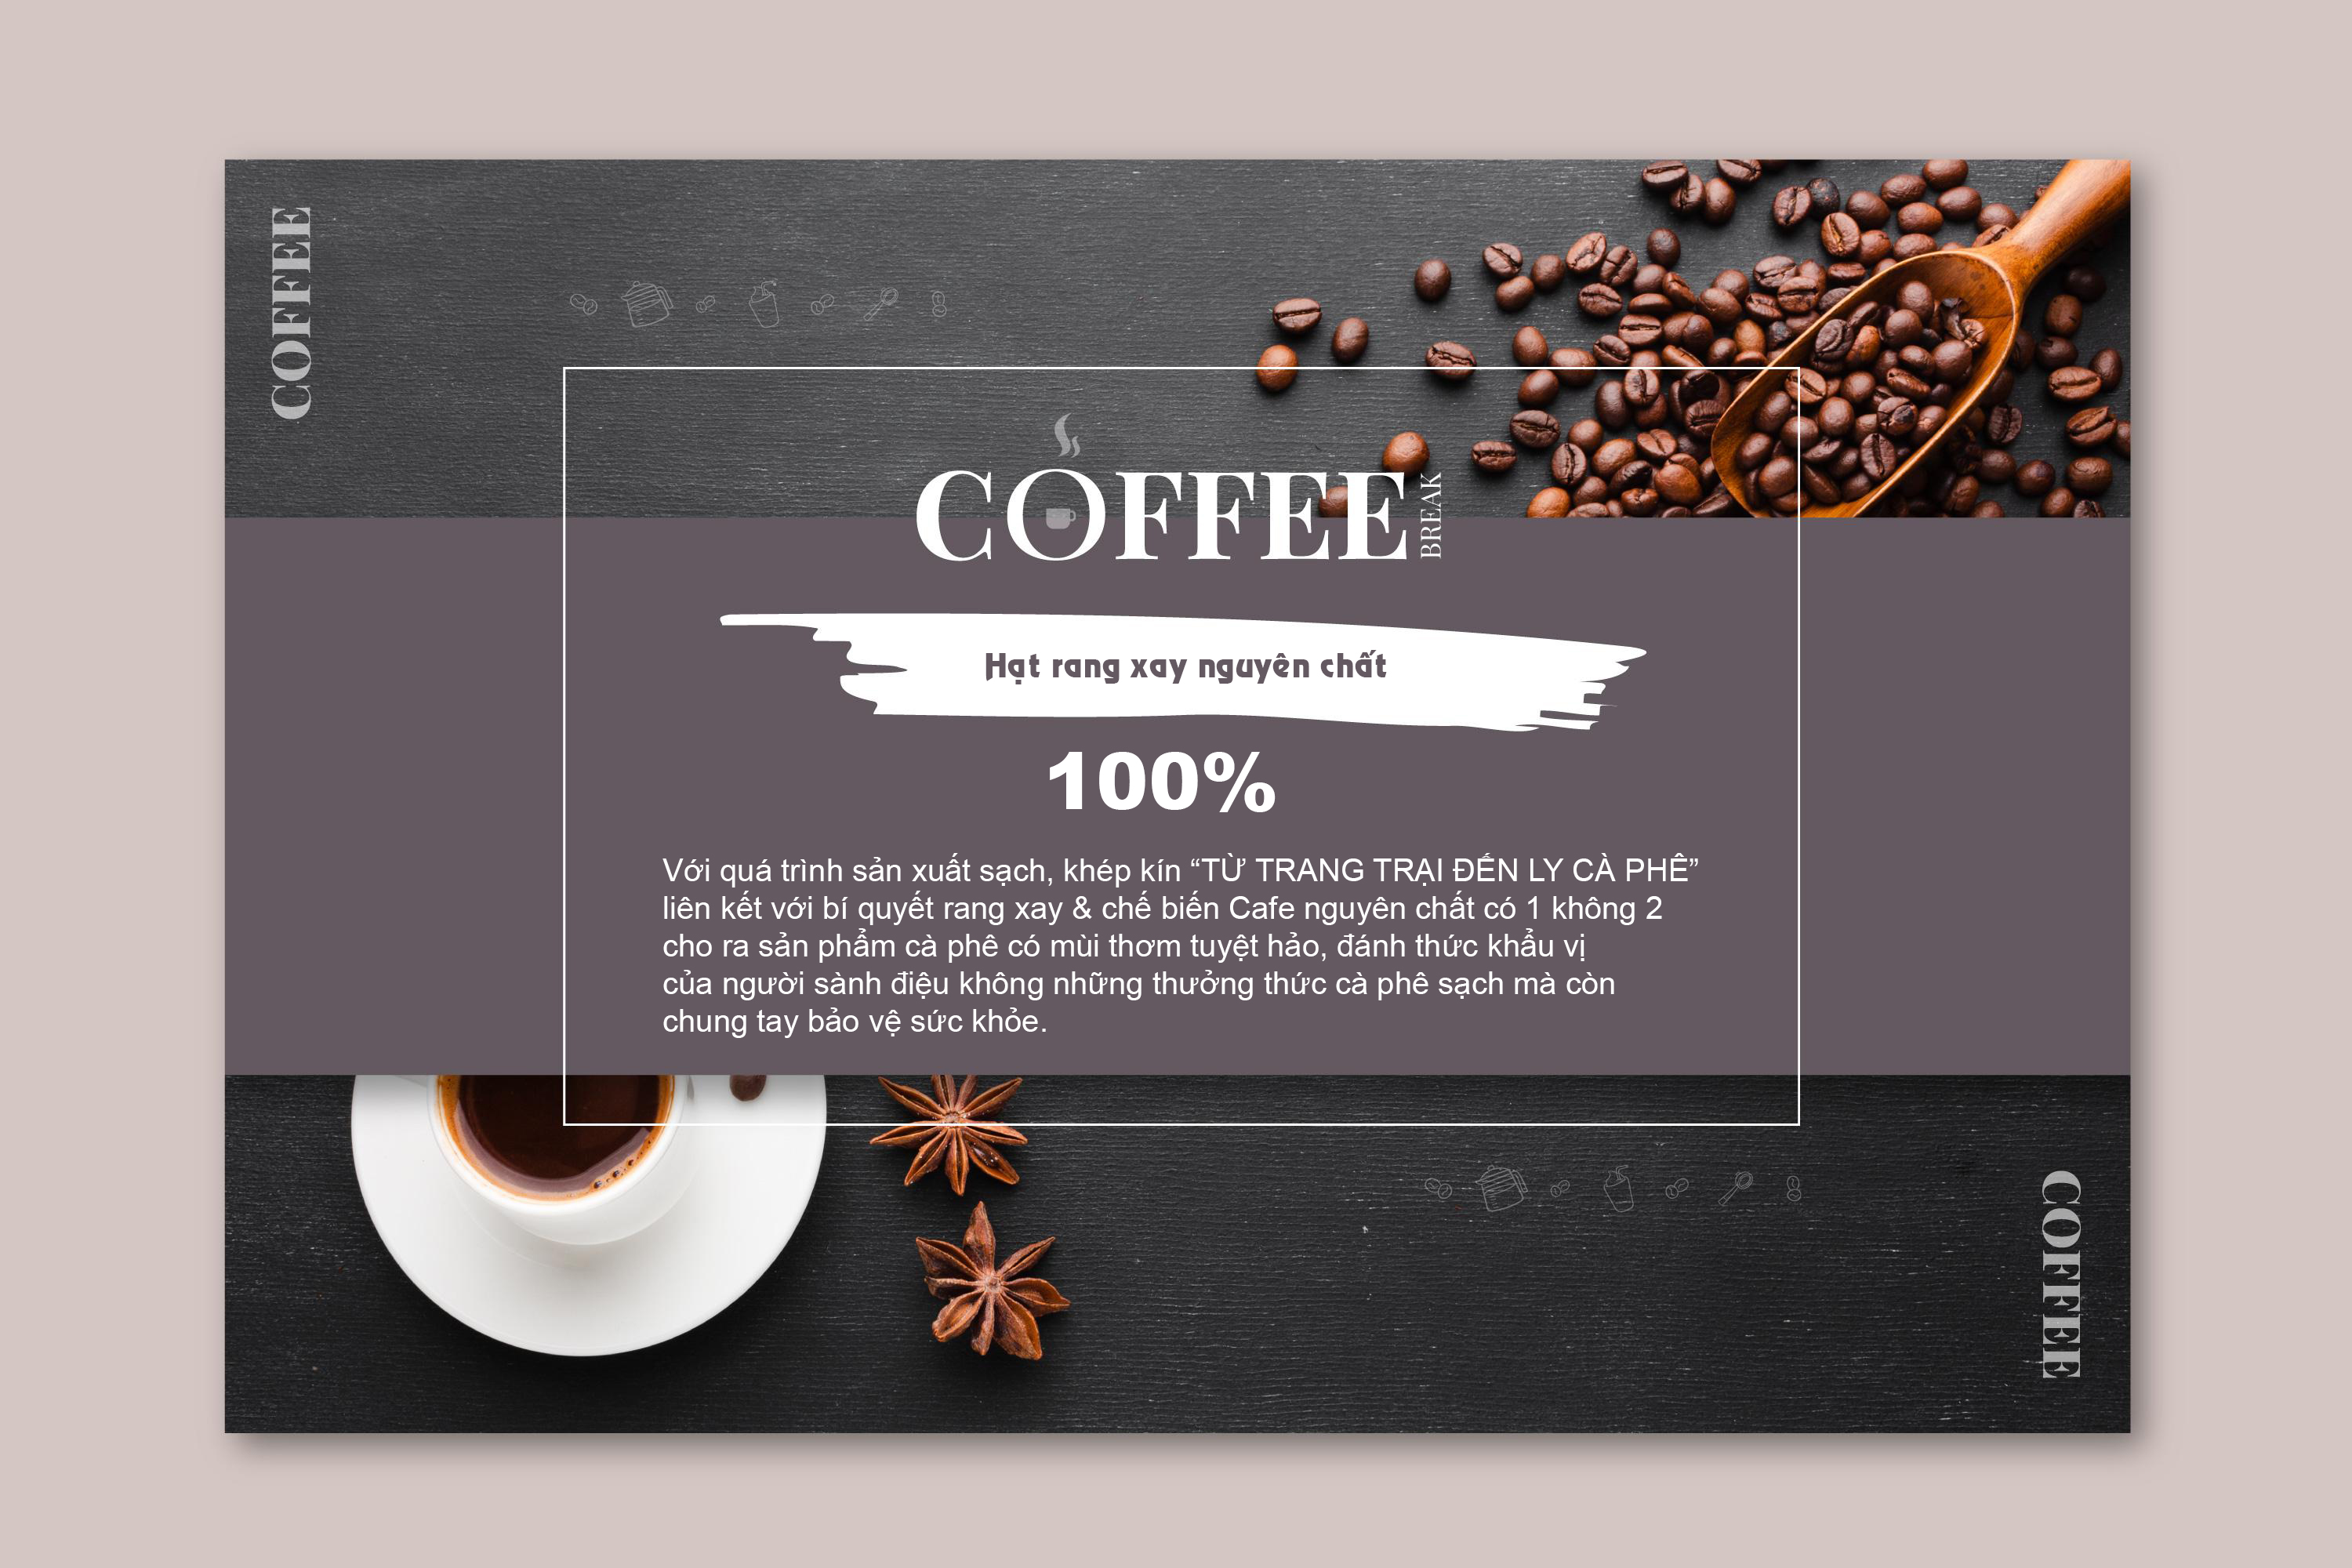 COFFEE
COFFEE BREAK
Hạt rang xay nguyên chất
100%
Với quá trình sản xuất sạch, khép kín “TỪ TRANG TRẠI ĐẾN LY CÀ PHÊ”
liên kết với bí quyết rang xay & chế biến Cafe nguyên chất có 1 không 2
cho ra sản phẩm cà phê có mùi thơm tuyệt hảo, đánh thức khẩu vị
của người sành điệu không những thưởng thức cà phê sạch mà còn
chung tay bảo vệ sức khỏe.
COFFEE